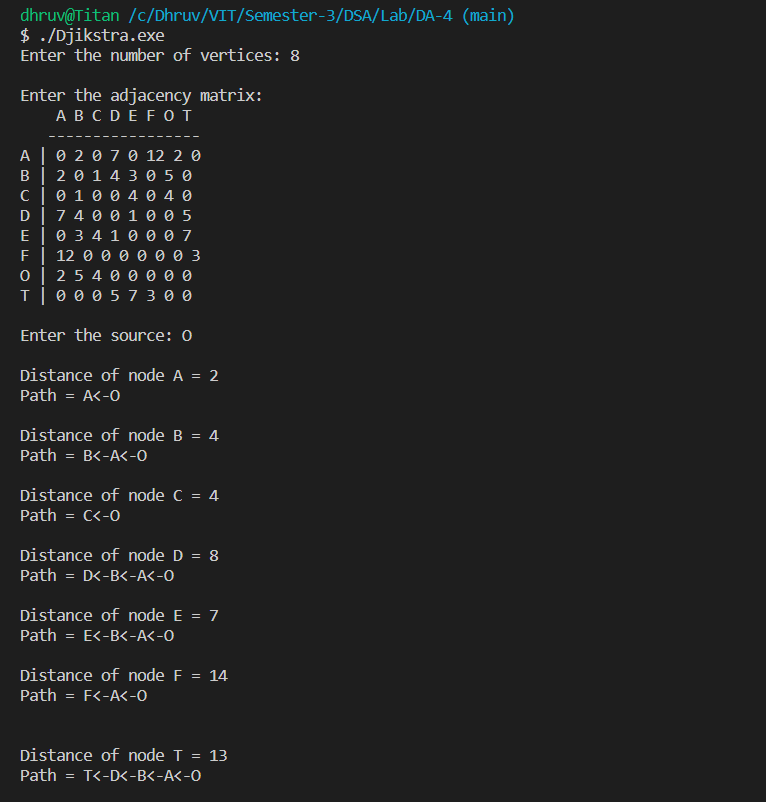 dhruv@Titan /c/Dhruv/VIT/Semester-3/DSA/Lab/DA-4 (main)
$ ./Djikstra.exe
Enter the number of vertices: 8
Enter the adjacency matrix:
A B C D E F O T
-----------------
A | 0 2 0 7 0 12 2 0
B | 2 0 1 4 3 0 5 0
C | 0 1 0 0 4 0 4 0
D | 7 4 0 0 1 0 0 5
E | 0 3 4 1 0 0 0 7
F | 12 0 0 0 0 0 0 3
O | 2 5 4 0 0 0 0 0
T | 0 0 0 5 7 3 0 0
Enter the source: O
Distance of node A = 2
Path = A<-O
Distance of node B = 4
Path = B<-A<-O
Distance of node C = 4
Path = C<-O
Distance of node D = 8
Path = D<-B<-A<-O
Distance of node E = 7
Path = E<-B<-A<-O
Distance of node F = 14
Path = F<-A<-O
Distance of node T = 13
Path = T<-D<-B<-A<-O